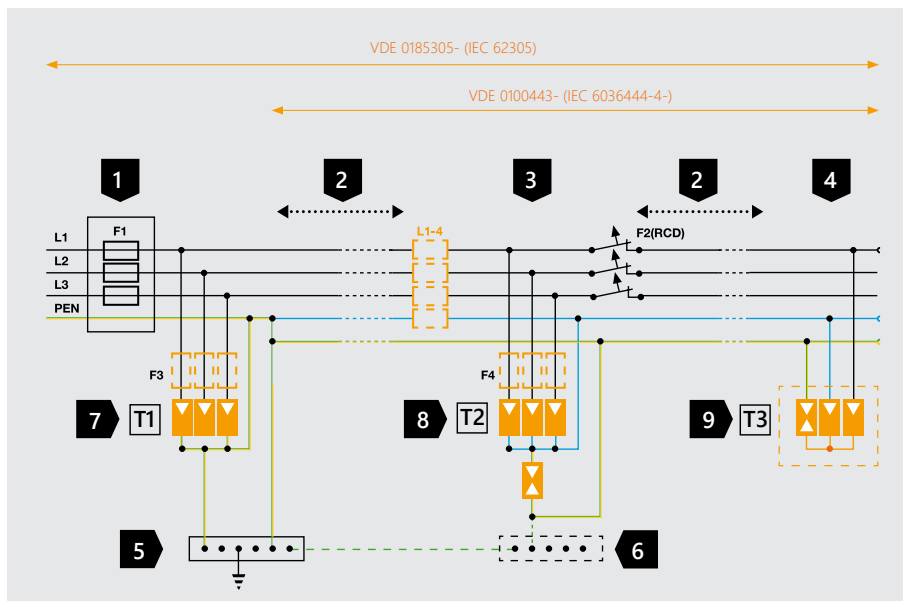 VDE 0185305- (IEC 62305)
VDE 0100443- (IEC 6036444-4-)
1
2
3
2
4
L1
F1
L1-4
F2(RCD)
L2
L3
PEN
F3
F4
7
T1
8
T2
9
T3
5
6